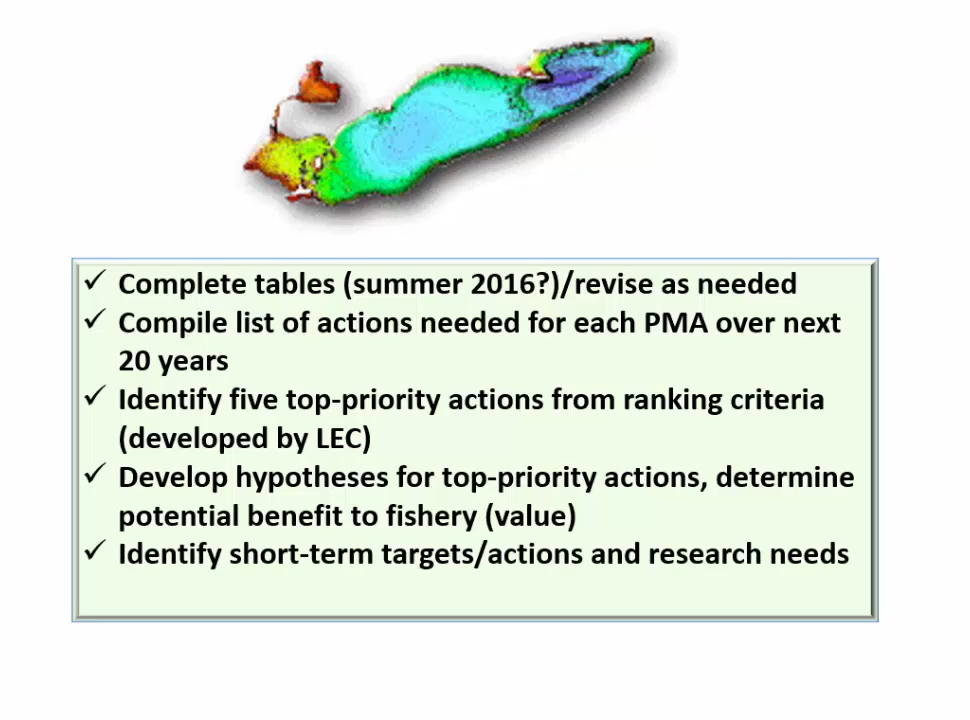 ✓ Complete tables (summer 2016?)/revise as needed
✓ Compile list of actions needed for each PMA over next
20 years
✓ Identify five top-priority actions from ranking criteria
(developed by LEC)
✓ Develop hypotheses for top-priority actions, determine
potential benefit to fishery (value)
✓ Identify short-term targets/actions and research needs